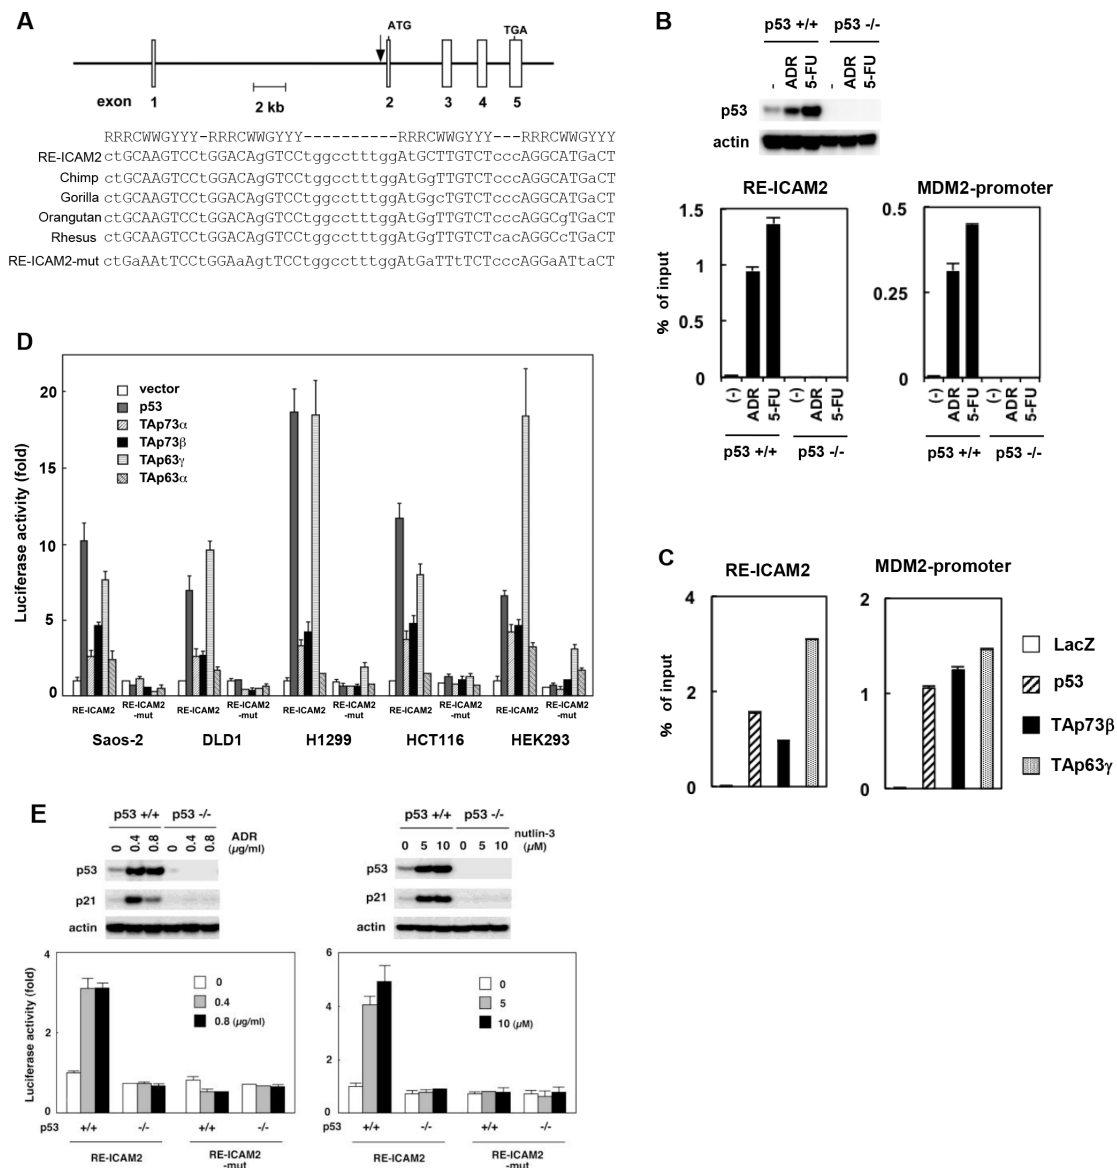 A
ATG
TGA
exon 1 2 kb 2 3 4 5
RRRCWWGYYY-RRRCWWGYYY-----------RRRCWWGYYY---RRRCWWGYYY
RE-ICAM2 ctGCAAGTCCtGGACAgGTCCtggcctttggAtGCTTGTCTcccAGGCATGaCT
Chimp ctGCAAGTCCtGGACAgGTCCtggcctttggAtGgTTGTCTcccAGGCATGaCT
Gorilla ctGCAAGTCCtGGACAgGTCCtggcctttggAtGgcTGTCTcccAGGCATGaCT
Orangutan ctGCAAGTCCtGGACAgGTCCtggcctttggAtGgTTGTCTcccAGGCgTGaCT
Rhesus ctGCAAGTCCtGGACAgGTCCtggcctttggAtGgTTGTCTcacAGGCcTGaCT
RE-ICAM2-mut ctGaAAtTCCtGGAaAgtTCCtggcctttggAtGaTTtTCTcccAGGaATtaCT
B
p53 +/+ p53 -/-
- ADR 5-FU - ADR 5-FU
p53
actin
RE-ICAM2
% of input
1.5
1
0.5
0
(-) ADR 5-FU (-) ADR 5-FU
p53 +/+ p53 -/-
MDM2-promoter
0.5
0.25
0
(-) ADR 5-FU (-) ADR 5-FU
p53 +/+ p53 -/-
D
Luciferase activity (fold)
20
15
10
5
0
vector
p53
TAp73α
TAp73β
TAp63γ
TAp63α
RE-ICAM2 RE-ICAM2 -mut RE-ICAM2 RE-ICAM2 -mut RE-ICAM2 RE-ICAM2 -mut RE-ICAM2 RE-ICAM2 -mut RE-ICAM2 RE-ICAM2 -mut
Saos-2 DLD1 H1299 HCT116 HEK293
C
RE-ICAM2
% of input
4
2
0
MDM2-promoter
2
1
0
LacZ
p53
TAp73β
TAp63γ
E
p53 +/+ p53 -/-
0 0.4 0.8 0 0.4 0.8 ADR (μg/ml)
p53
p21
actin
Luciferase activity (fold)
4
2
0
0
0.4
0.8 (μg/ml)
p53 +/+ -/- +/+ -/-
RE-ICAM2 RE-ICAM2 -mut
p53 +/+ p53 -/-
0 5 10 0 5 10 nutlin-3 (μM)
p53
p21
actin
6
4
2
0
0
5
10 (μM)
+/+ -/- +/+ -/-
RE-ICAM2 RE-ICAM2 -mut